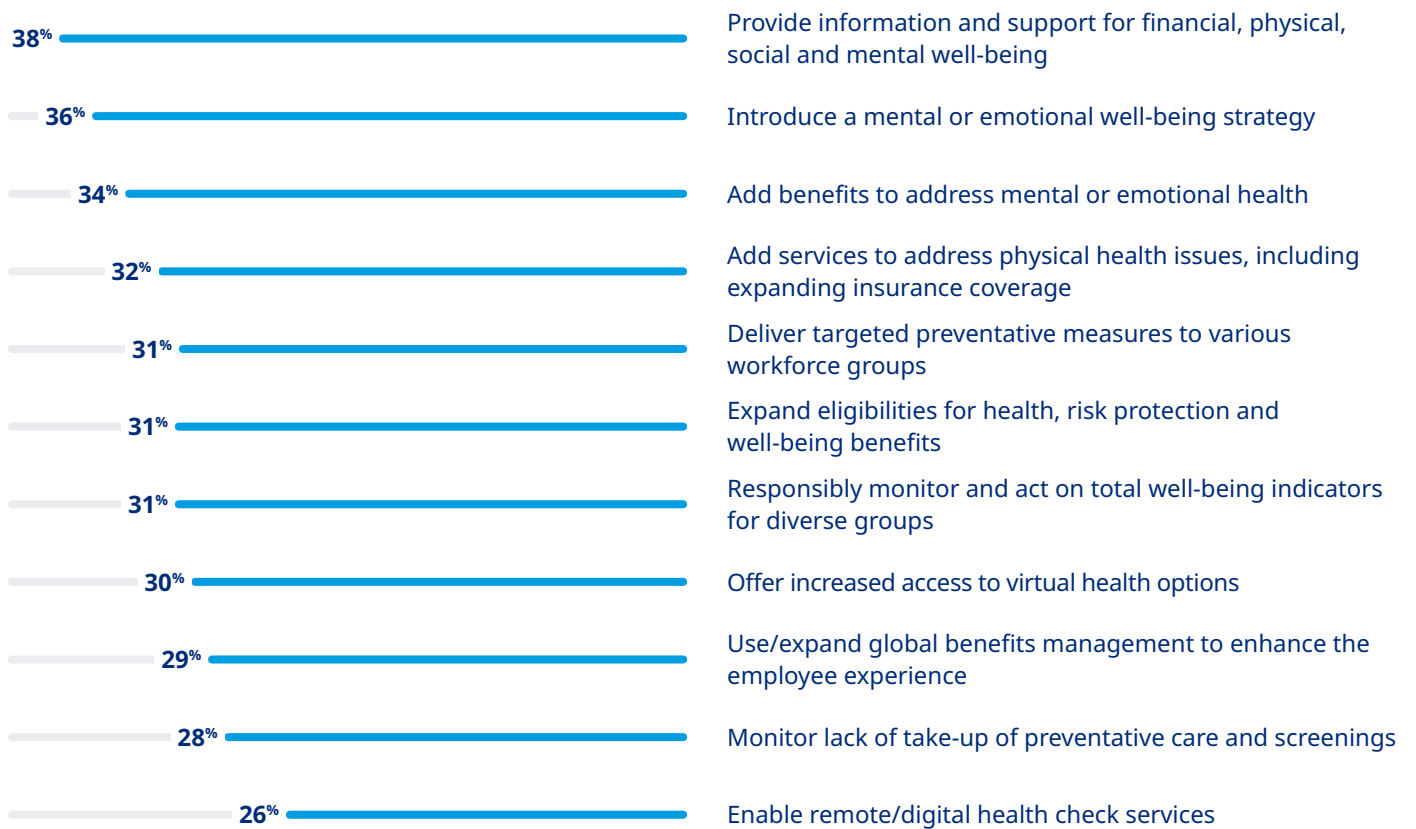 38%
Provide information and support for financial, physical,
social and mental well-being
36%
Introduce a mental or emotional well-being strategy
34%
Add benefits to address mental or emotional health
32%
Add services to address physical health issues, including
expanding insurance coverage
31%
Deliver targeted preventative measures to various
workforce groups
31%
Expand eligibilities for health, risk protection and
well-being benefits
31%
Responsibly monitor and act on total well-being indicators
for diverse groups
30%
Offer increased access to virtual health options
29%
Use/expand global benefits management to enhance the
employee experience
28%
Monitor lack of take-up of preventative care and screenings
26%
Enable remote/digital health check services